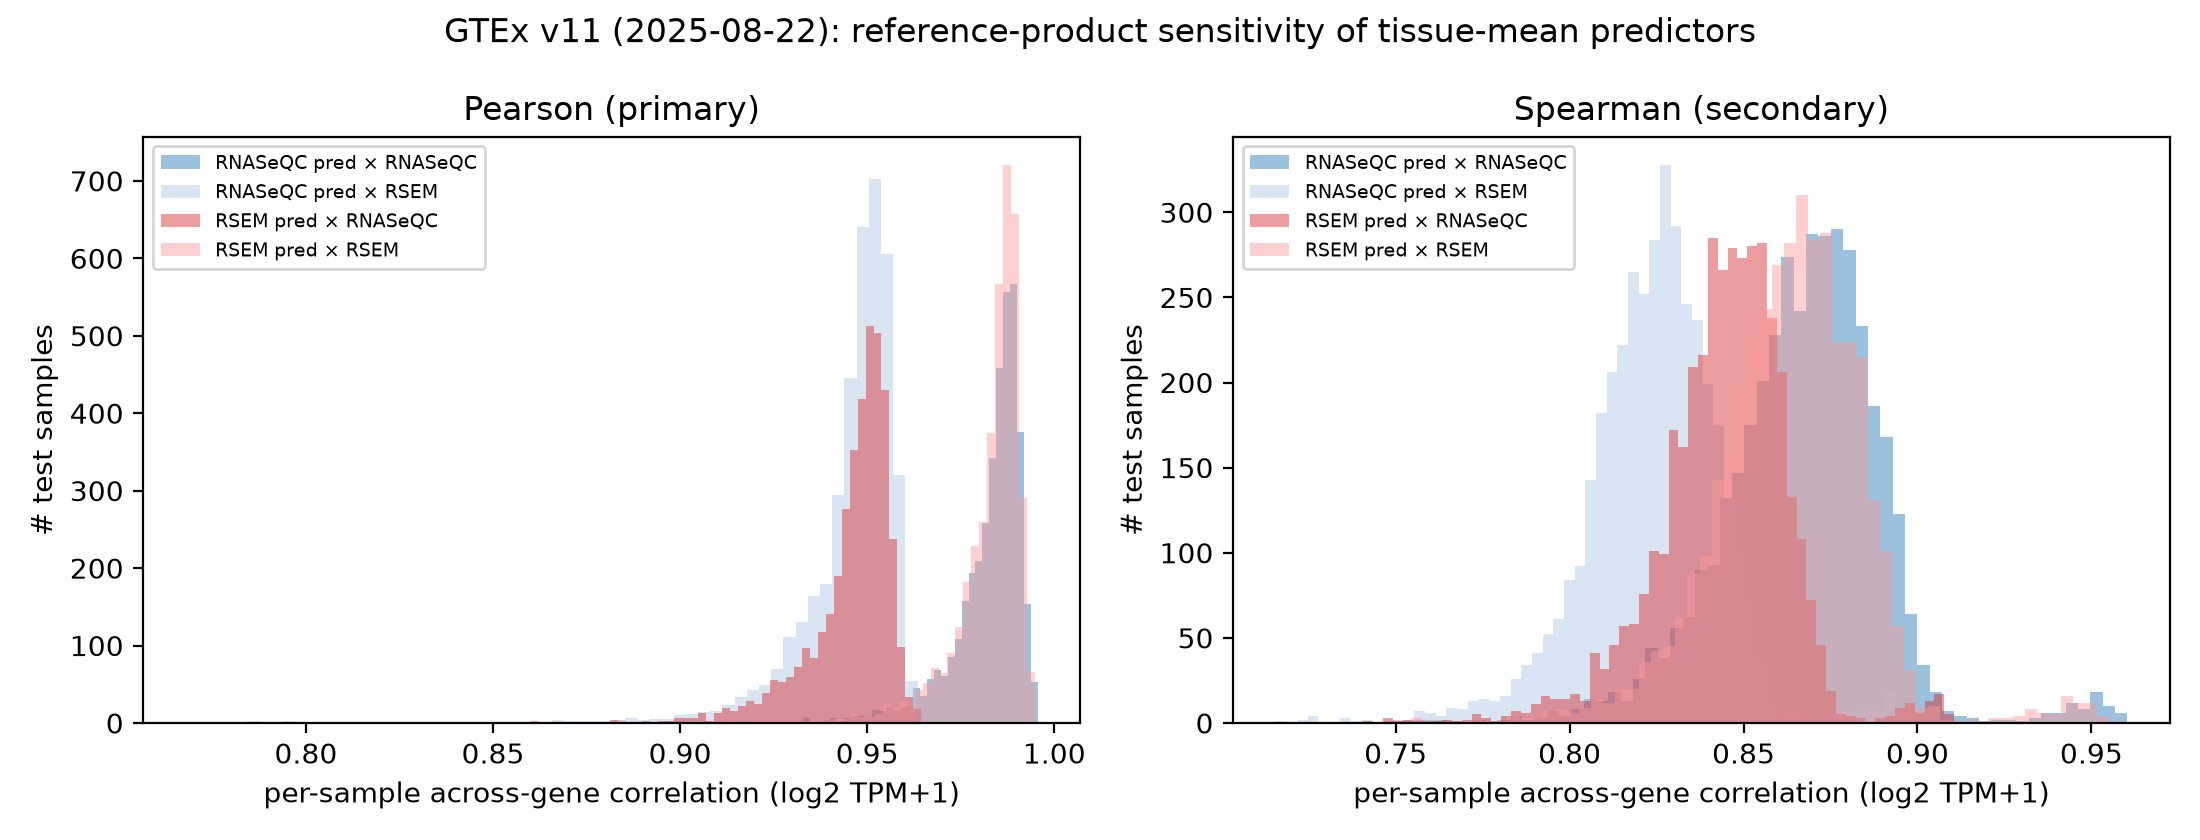 GTEx v11 (2025-08-22): reference-product sensitivity of tissue-mean predictors
Pearson (primary)
RNASeQC pred × RNASeQC
RNASeQC pred × RSEM
RSEM pred × RNASeQC
RSEM pred × RSEM
700
600
500
400
300
200
100
0
# test samples
0.80
0.85
0.90
0.95
1.00
per-sample across-gene correlation (log2 TPM+1)
Spearman (secondary)
RNASeQC pred × RNASeQC
RNASeQC pred × RSEM
RSEM pred × RNASeQC
RSEM pred × RSEM
300
250
200
150
100
50
0
# test samples
0.75
0.80
0.85
0.90
0.95
per-sample across-gene correlation (log2 TPM+1)